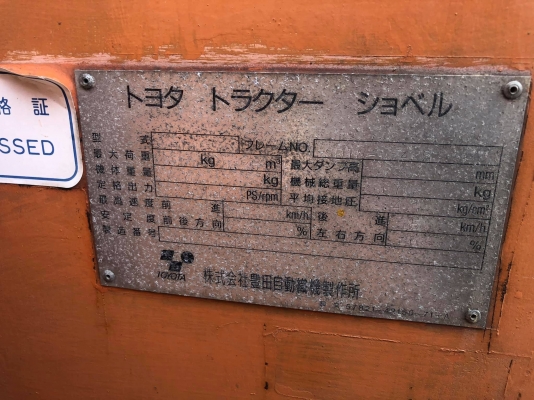 格 証
SSED
トヨタ トラクター ショベル
型 式 フレームNO.
最大荷重 kg m³ 最大ダンプ高 mm
機体重量 kg 機械総重量 kg
定格出力 PS/rpm 平均接地圧 kg/cm²
最高速度前 進 km/h 後 進 km/h
安定度前後方向 % 左右方向 %
製造番号
TOYOTA 株式会社豊田自動織機製作所